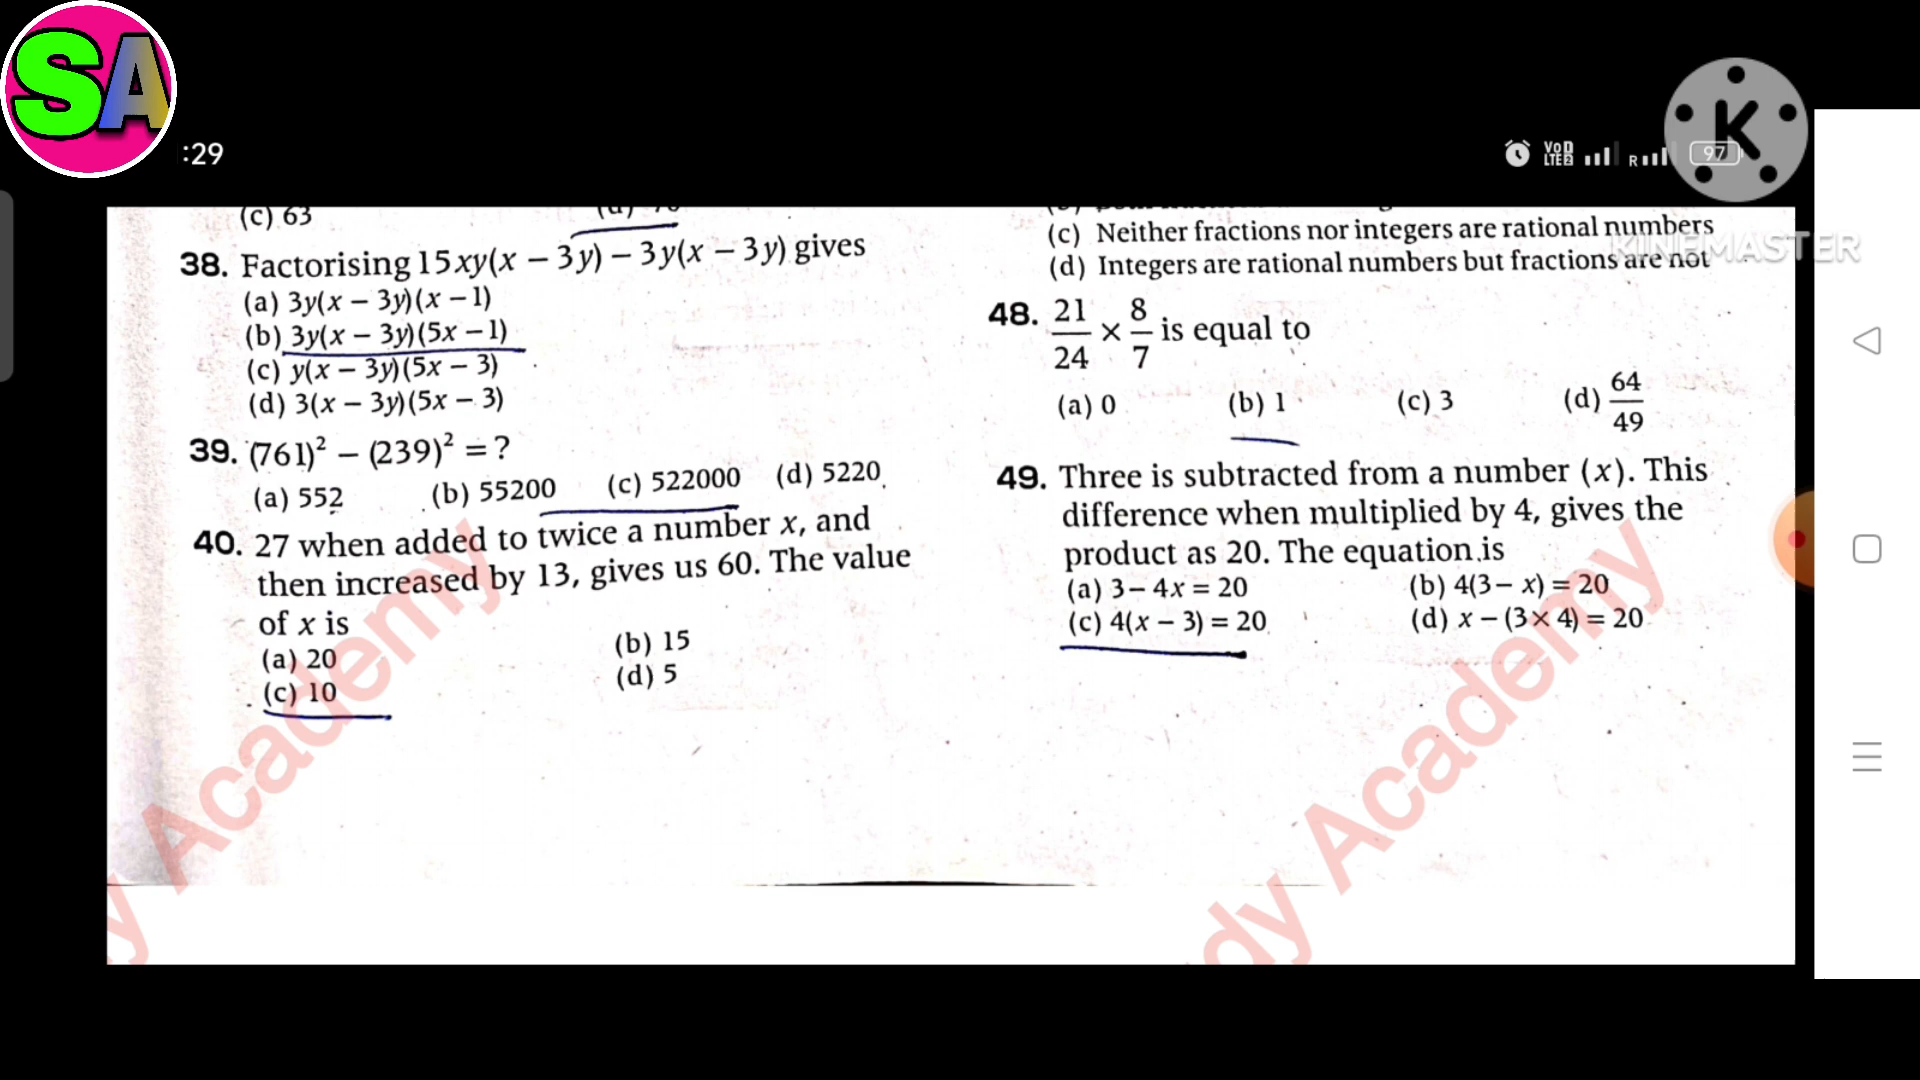 SA
:29
VoD LTE2 R 97
K
KINEMASTER
(c) 63
38. Factorising 15xy(x – 3y) – 3y(x – 3y) gives
(a) 3y(x – 3y)(x – 1)
(b) 3y(x – 3y)(5x – 1)
(c) y(x – 3y)(5x – 3)
(d) 3(x – 3y)(5x – 3)
39. (761)² – (239)² = ?
(a) 552 (b) 55200 (c) 522000 (d) 5220
40. 27 when added to twice a number x, and
then increased by 13, gives us 60. The value
of x is
(a) 20 (b) 15
(c) 10 (d) 5
(c) Neither fractions nor integers are rational numbers
(d) Integers are rational numbers but fractions are not
48. 21/24 × 8/7 is equal to
(a) 0 (b) 1 (c) 3 (d) 64/49
49. Three is subtracted from a number (x). This
difference when multiplied by 4, gives the
product as 20. The equation is
(a) 3 – 4x = 20 (b) 4(3 – x) = 20
(c) 4(x – 3) = 20 (d) x – (3 × 4) = 20
y Academy
dy Academy